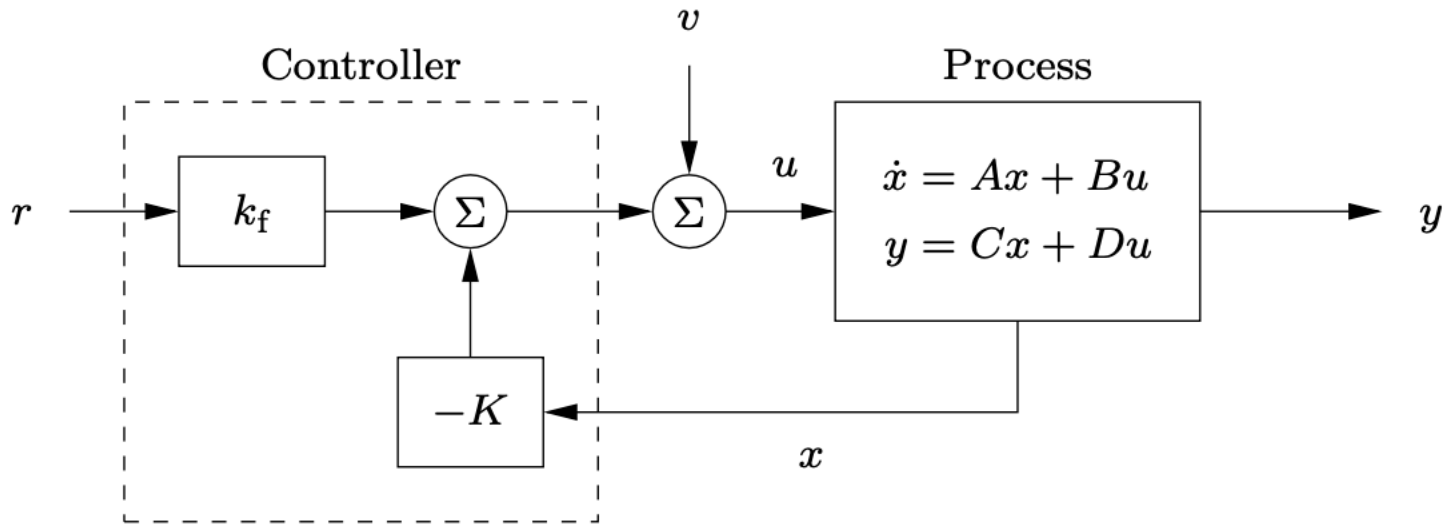 v
Controller
Process
r
k_f
Σ
Σ
u
ẋ = Ax + Bu
y = Cx + Du
y
−K
x